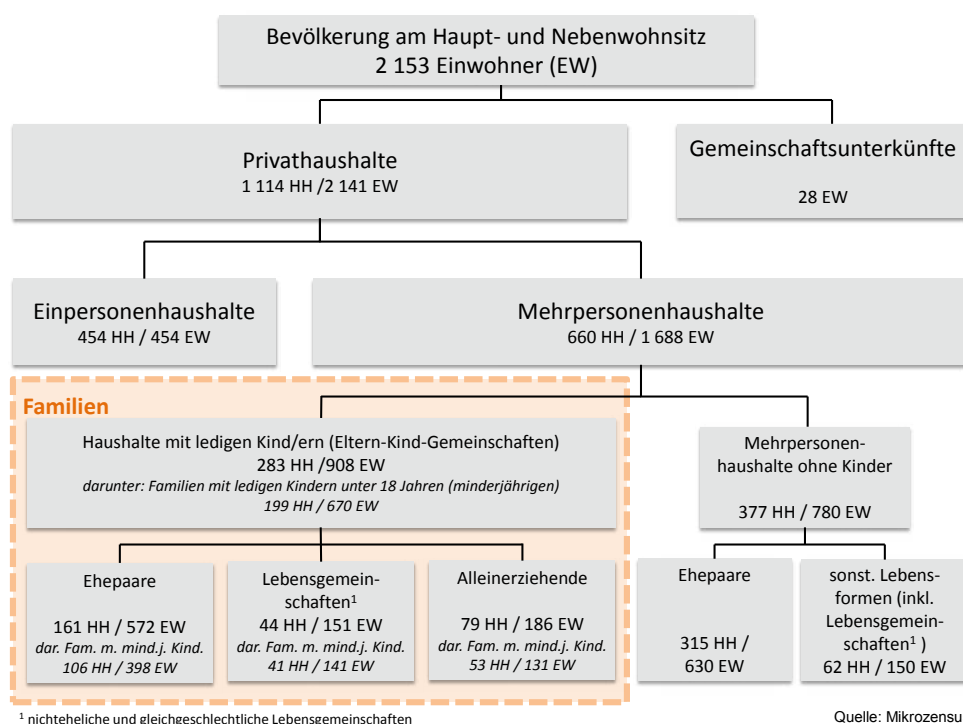 Bevölkerung am Haupt- und Nebenwohnsitz
2 153 Einwohner (EW)
Privathaushalte
1 114 HH /2 141 EW
Gemeinschaftsunterkünfte
28 EW
Einpersonenhaushalte
454 HH / 454 EW
Mehrpersonenhaushalte
660 HH / 1 688 EW
Familien
Haushalte mit ledigen Kind/ern (Eltern-Kind-Gemeinschaften)
283 HH /908 EW
darunter: Familien mit ledigen Kindern unter 18 Jahren (minderjährigen)
199 HH / 670 EW
Mehrpersonen-
haushalte ohne Kinder
377 HH / 780 EW
Ehepaare
161 HH / 572 EW
dar. Fam. m. mind.j. Kind.
106 HH / 398 EW
Lebensgemein-
schaften¹
44 HH / 151 EW
dar. Fam. m. mind.j. Kind.
41 HH / 141 EW
Alleinerziehende
79 HH / 186 EW
dar. Fam. m. mind.j. Kind.
53 HH / 131 EW
Ehepaare
315 HH /
630 EW
sonst. Lebens-
formen (inkl.
Lebensgemein-
schaften¹ )
62 HH / 150 EW
¹ nichteheliche und gleichgeschlechtliche Lebensgemeinschaften
Quelle: Mikrozensu